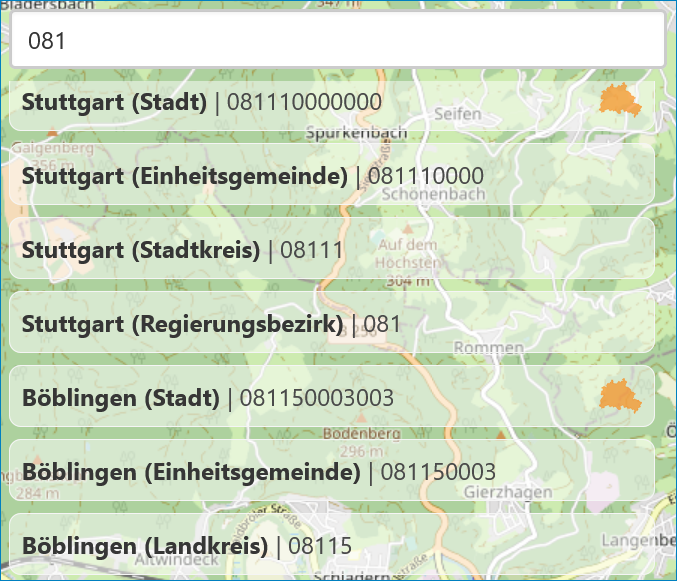 Bladersbach
347 m
081
Stuttgart (Stadt) | 081110000000
Seifen
Spurkenbach
Galgenberg
356 m
Stuttgart (Einheitsgemeinde) | 081110000
Schönenbach
Stuttgart (Stadtkreis) | 08111
Auf dem
Höchsten
304 m
Stuttgart (Regierungsbezirk) | 081
B 256
Rommen
Böblingen (Stadt) | 081150003003
Bodenberg
296 m
Böblingen (Einheitsgemeinde) | 081150003
284 m
Gierzhagen
Böblingen (Landkreis) | 08115
Altwindeck
Langenbe
Schladern